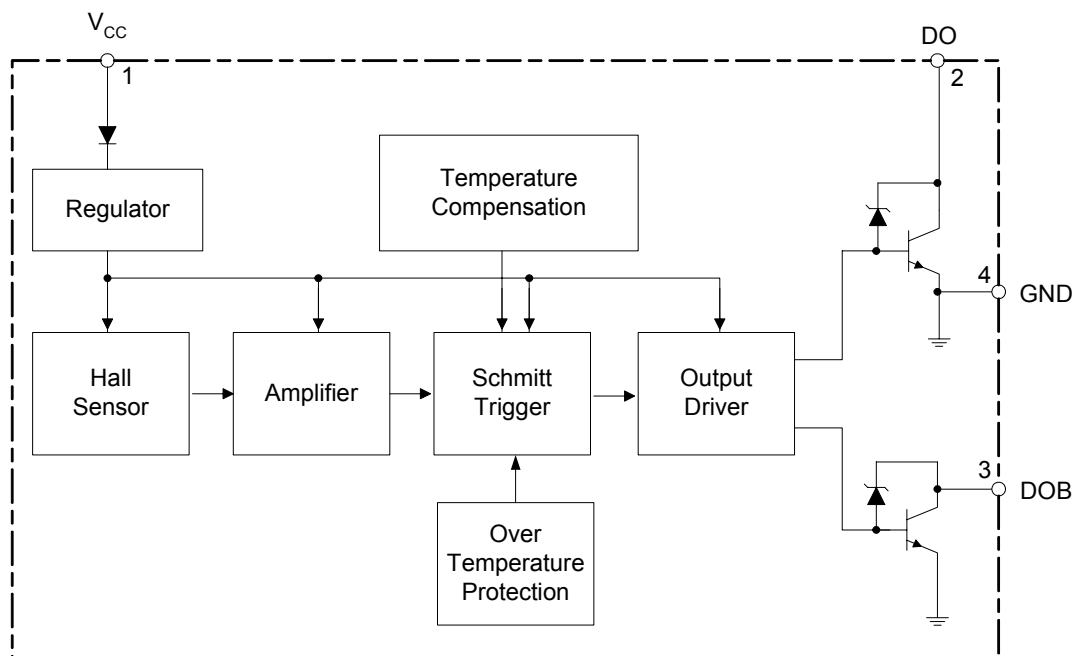 VCC
DO
1
2
Regulator
Temperature
Compensation
4
GND
Hall
Sensor
Amplifier
Schmitt
Trigger
Output
Driver
3
DOB
Over
Temperature
Protection